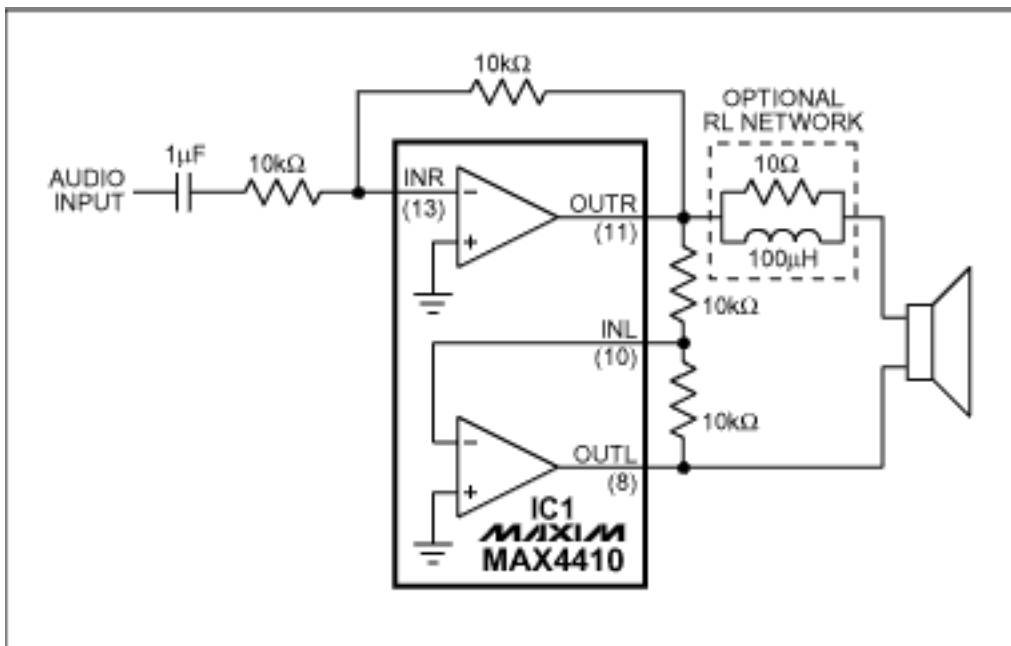 10kΩ
OPTIONAL
RL NETWORK
10Ω
100μH
1μF
10kΩ
AUDIO
INPUT
INR
(13)
OUTR
(11)
10kΩ
INL
(10)
10kΩ
OUTL
(8)
IC1
MAXIM
MAX4410